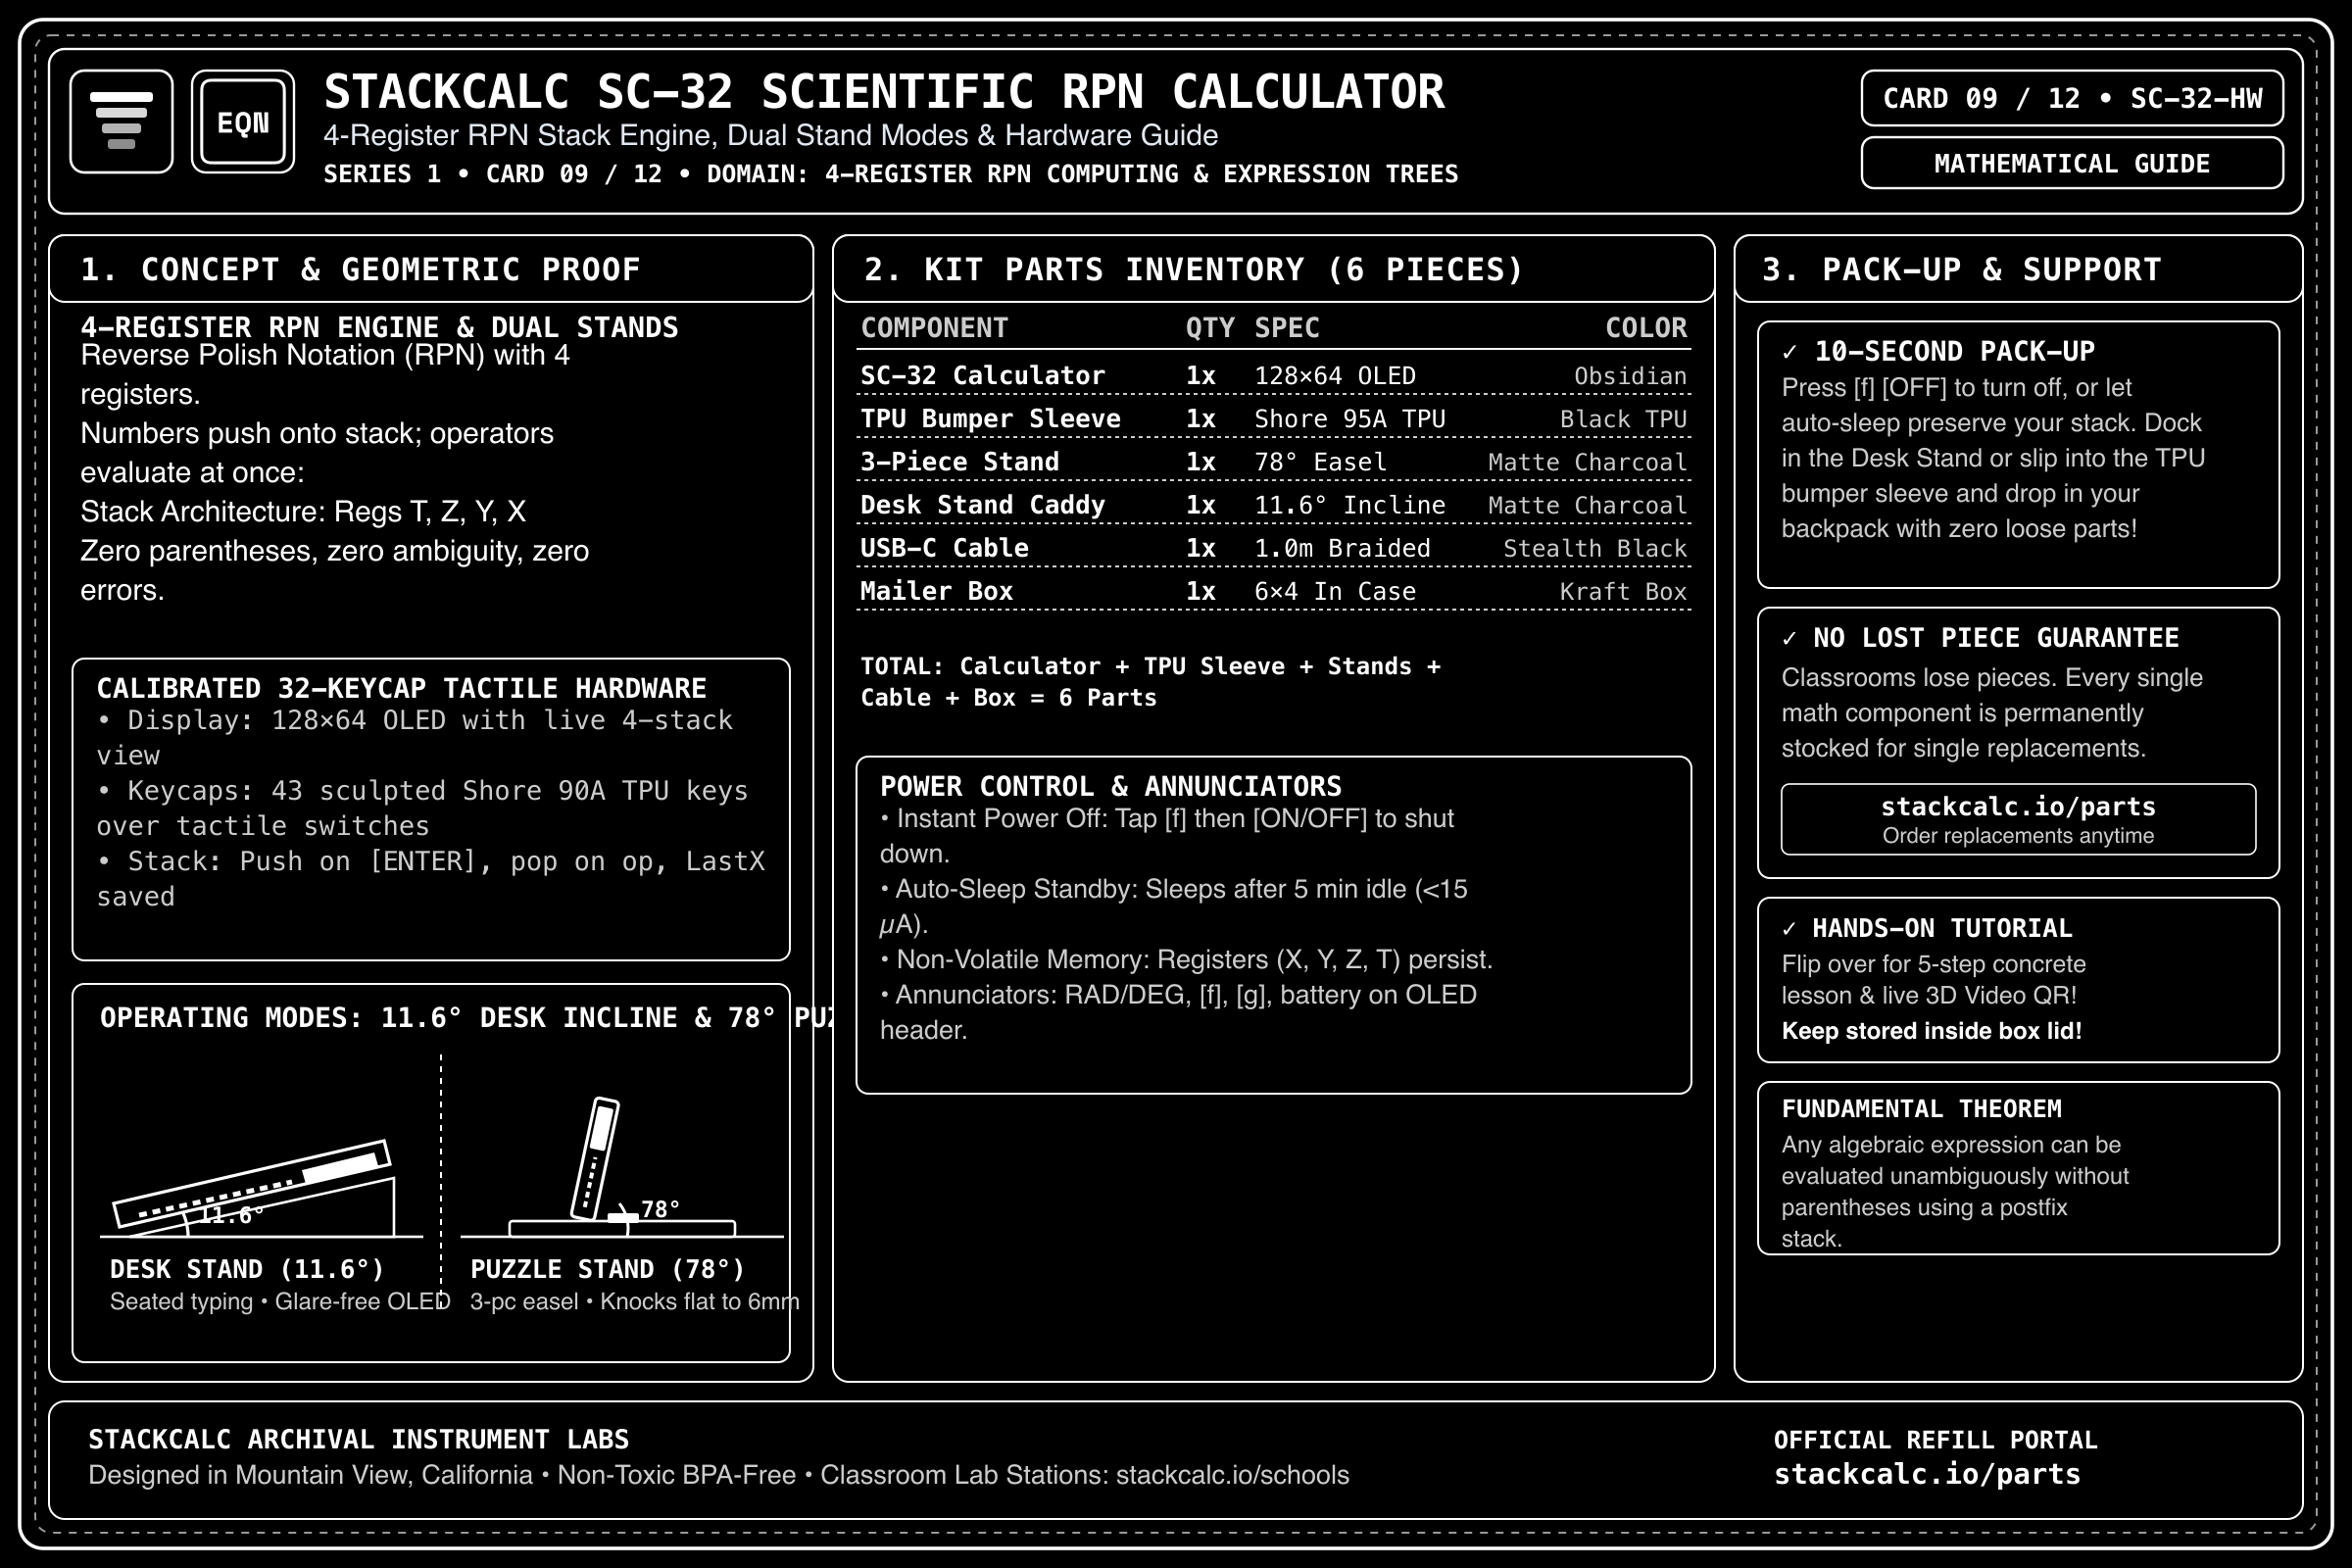 EQN
STACKCALC SC–32 SCIENTIFIC RPN CALCULATOR
4-Register RPN Stack Engine, Dual Stand Modes & Hardware Guide
SERIES 1 • CARD 09 / 12 • DOMAIN: 4–REGISTER RPN COMPUTING & EXPRESSION TREES
CARD 09 / 12 • SC–32–HW
MATHEMATICAL GUIDE
1. CONCEPT & GEOMETRIC PROOF
4–REGISTER RPN ENGINE & DUAL STANDS
Reverse Polish Notation (RPN) with 4
registers.
Numbers push onto stack; operators
evaluate at once:
Stack Architecture: Regs T, Z, Y, X
Zero parentheses, zero ambiguity, zero
errors.
CALIBRATED 32–KEYCAP TACTILE HARDWARE
• Display: 128×64 OLED with live 4–stack
view
• Keycaps: 43 sculpted Shore 90A TPU keys
over tactile switches
• Stack: Push on [ENTER], pop on op, LastX
saved
OPERATING MODES: 11.6° DESK INCLINE & 78°
11.6°
78°
DESK STAND (11.6°)
Seated typing • Glare-free OLED
PUZZLE STAND (78°)
3-pc easel • Knocks flat to 6mm
2. KIT PARTS INVENTORY (6 PIECES)
COMPONENT QTY SPEC COLOR
SC–32 Calculator 1x 128×64 OLED Obsidian
TPU Bumper Sleeve 1x Shore 95A TPU Black TPU
3–Piece Stand 1x 78° Easel Matte Charcoal
Desk Stand Caddy 1x 11.6° Incline Matte Charcoal
USB–C Cable 1x 1.0m Braided Stealth Black
Mailer Box 1x 6×4 In Case Kraft Box
TOTAL: Calculator + TPU Sleeve + Stands +
Cable + Box = 6 Parts
POWER CONTROL & ANNUNCIATORS
• Instant Power Off: Tap [f] then [ON/OFF] to shut
down.
• Auto-Sleep Standby: Sleeps after 5 min idle (<15
µA).
• Non-Volatile Memory: Registers (X, Y, Z, T) persist.
• Annunciators: RAD/DEG, [f], [g], battery on OLED
header.
3. PACK–UP & SUPPORT
✓ 10–SECOND PACK–UP
Press [f] [OFF] to turn off, or let
auto-sleep preserve your stack. Dock
in the Desk Stand or slip into the TPU
bumper sleeve and drop in your
backpack with zero loose parts!
✓ NO LOST PIECE GUARANTEE
Classrooms lose pieces. Every single
math component is permanently
stocked for single replacements.
stackcalc.io/parts
Order replacements anytime
✓ HANDS–ON TUTORIAL
Flip over for 5-step concrete
lesson & live 3D Video QR!
Keep stored inside box lid!
FUNDAMENTAL THEOREM
Any algebraic expression can be
evaluated unambiguously without
parentheses using a postfix
stack.
STACKCALC ARCHIVAL INSTRUMENT LABS
Designed in Mountain View, California • Non-Toxic BPA-Free • Classroom Lab Stations: stackcalc.io/schools
OFFICIAL REFILL PORTAL
stackcalc.io/parts